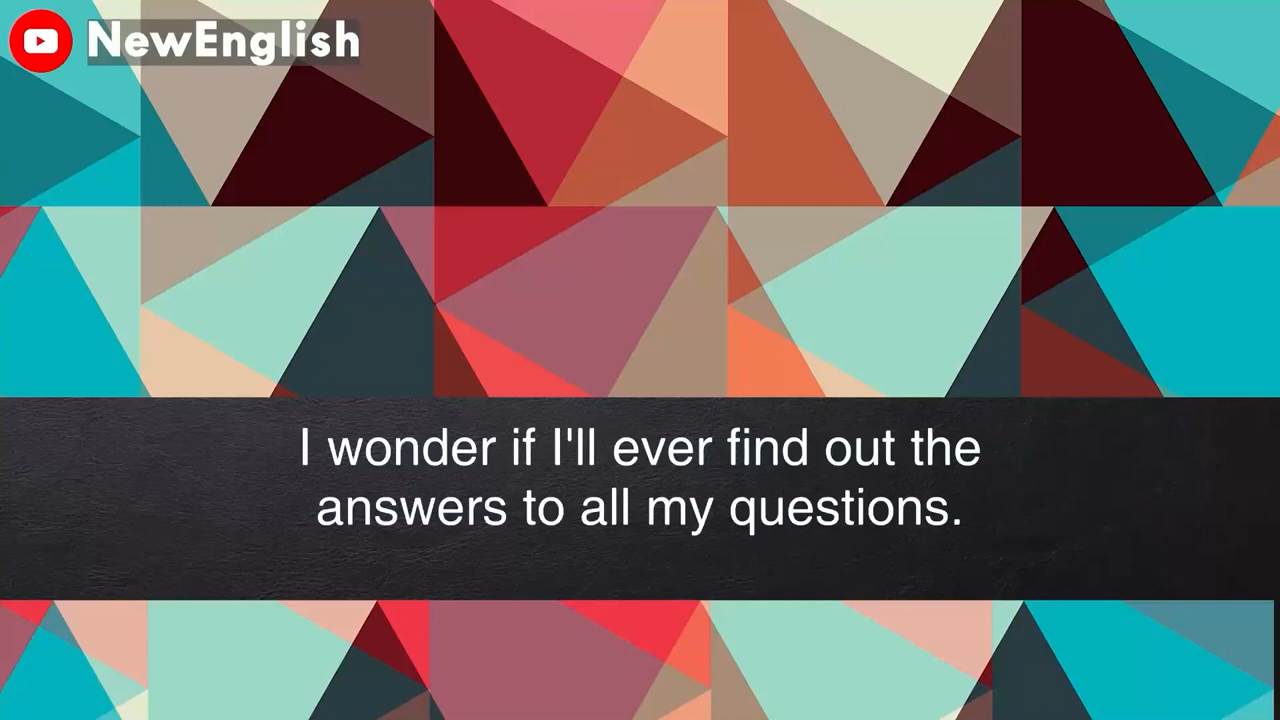 NewEnglish
I wonder if I'll ever find out the
answers to all my questions.